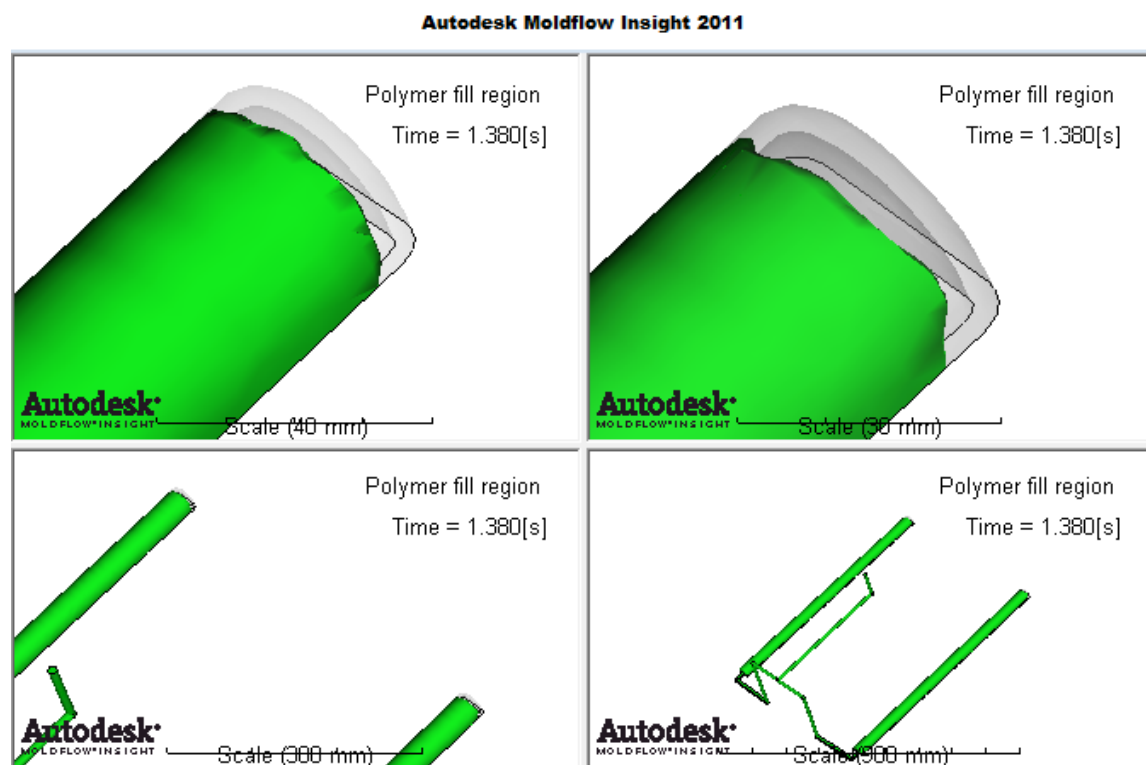 Autodesk Moldflow Insight 2011
Polymer fill region
Time = 1.380[s]
Autodesk
MOLDFLOW INSIGHT
Scale (40 mm)
Polymer fill region
Time = 1.380[s]
Autodesk
MOLDFLOW INSIGHT
Scale (30 mm)
Polymer fill region
Time = 1.380[s]
Autodesk
MOLDFLOW INSIGHT
Scale (300 mm)
Polymer fill region
Time = 1.380[s]
Autodesk
MOLDFLOW INSIGHT
Scale (900 mm)